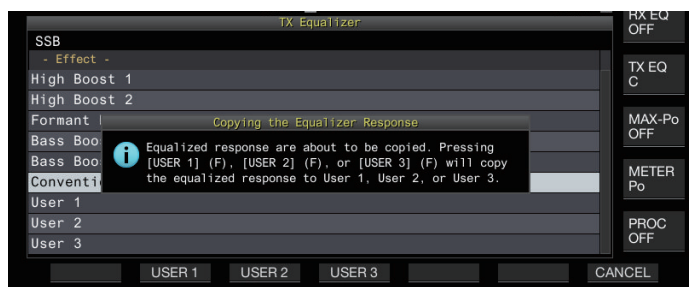 TX Equalizer
SSB
- Effect -
High Boost 1
High Boost 2
Formant
Copying the Equalizer Response
Bass Boo
Equalized response are about to be copied. Pressing
[USER 1] (F), [USER 2] (F), or [USER 3] (F) will copy
the equalized response to User 1, User 2, or User 3.
Bass Boo
Conventi
User 1
User 2
User 3
RX EQ
OFF
TX EQ
C
MAX-Po
OFF
METER
Po
PROC
OFF
USER 1
USER 2
USER 3
CANCEL